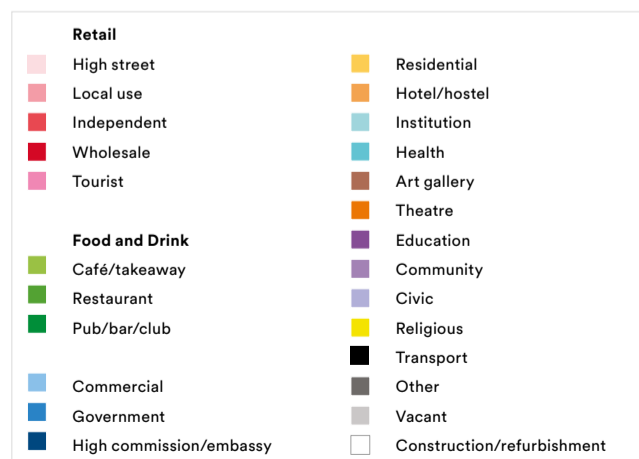 Retail
High street
Local use
Independent
Wholesale
Tourist
Food and Drink
Café/takeaway
Restaurant
Pub/bar/club
Commercial
Government
High commission/embassy
Residential
Hotel/hostel
Institution
Health
Art gallery
Theatre
Education
Community
Civic
Religious
Transport
Other
Vacant
Construction/refurbishment